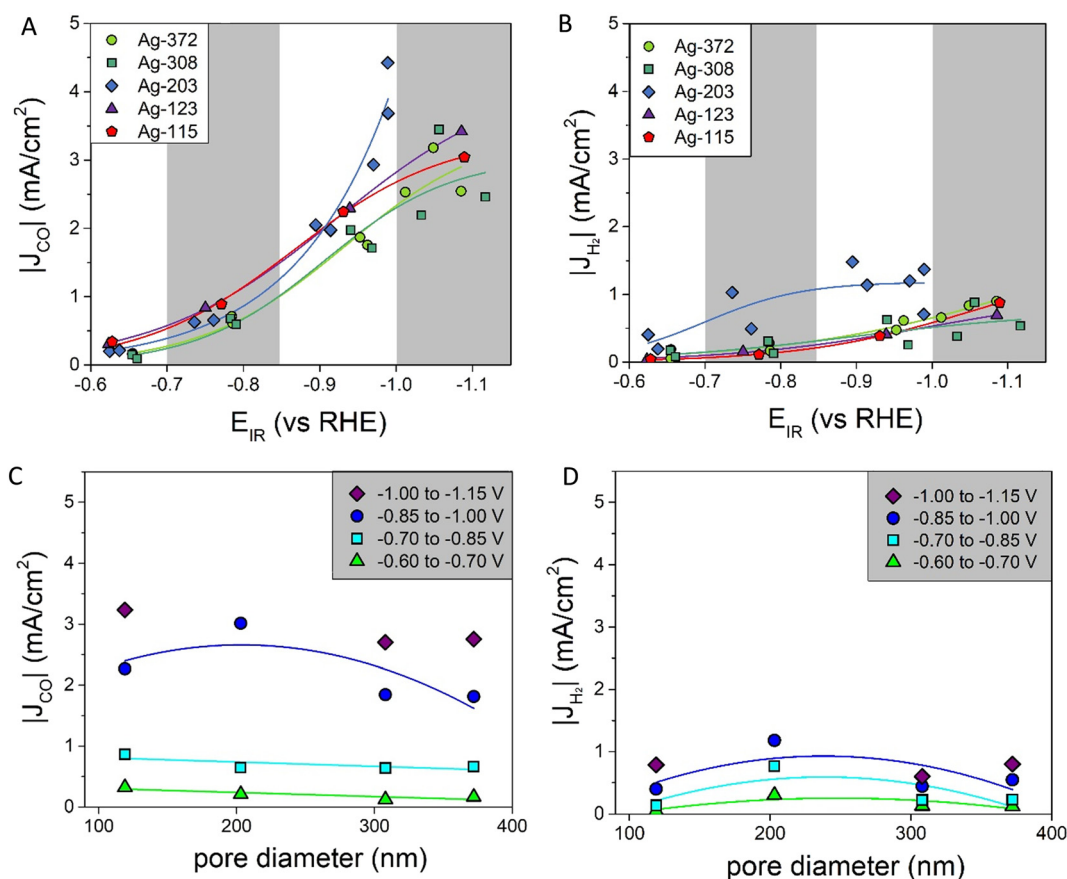 A
B
5
4
3
2
1
0
|J_CO| (mA/cm²)
Ag-372
Ag-308
Ag-203
Ag-123
Ag-115
-0.6 -0.7 -0.8 -0.9 -1.0 -1.1
E_IR (vs RHE)
5
4
3
2
1
0
|J_H₂| (mA/cm²)
Ag-372
Ag-308
Ag-203
Ag-123
Ag-115
-0.6 -0.7 -0.8 -0.9 -1.0 -1.1
E_IR (vs RHE)
C
D
5
4
3
2
1
0
|J_CO| (mA/cm²)
-1.00 to -1.15 V
-0.85 to -1.00 V
-0.70 to -0.85 V
-0.60 to -0.70 V
100 200 300 400
pore diameter (nm)
5
4
3
2
1
0
|J_H₂| (mA/cm²)
-1.00 to -1.15 V
-0.85 to -1.00 V
-0.70 to -0.85 V
-0.60 to -0.70 V
100 200 300 400
pore diameter (nm)